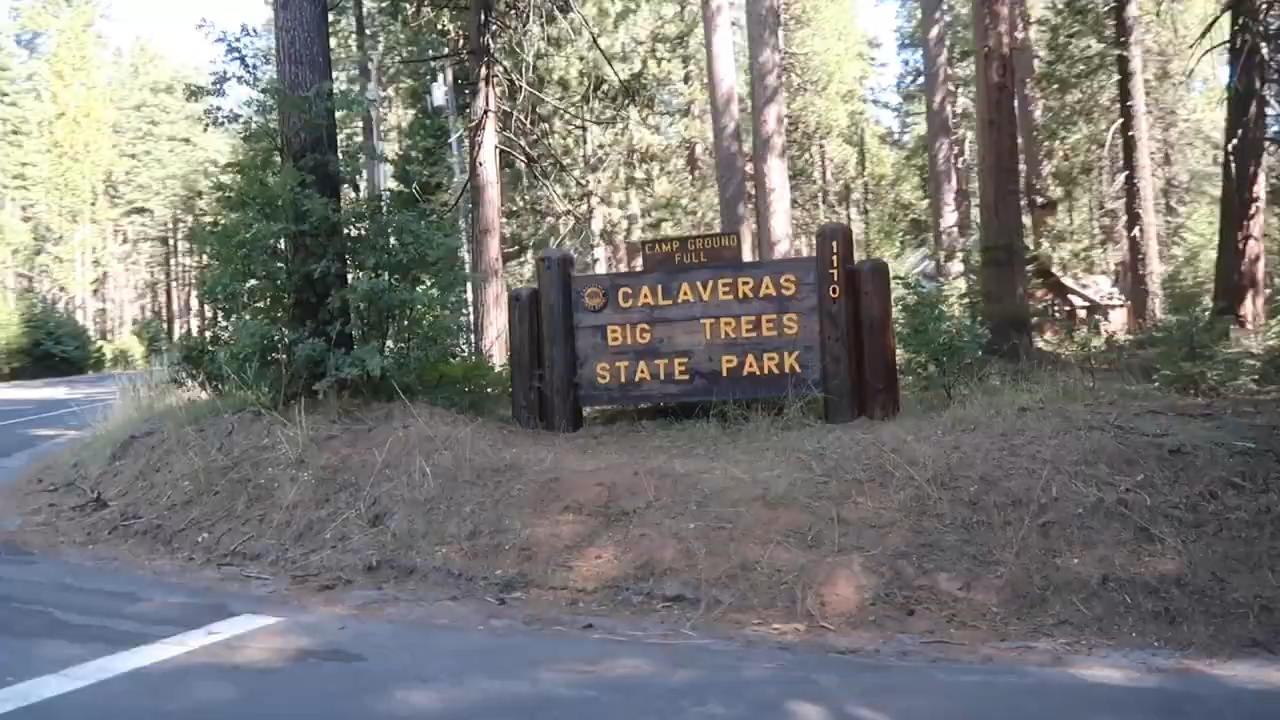 CAMP GROUND
FULL
CALAVERAS
BIG TREES
STATE PARK
1170